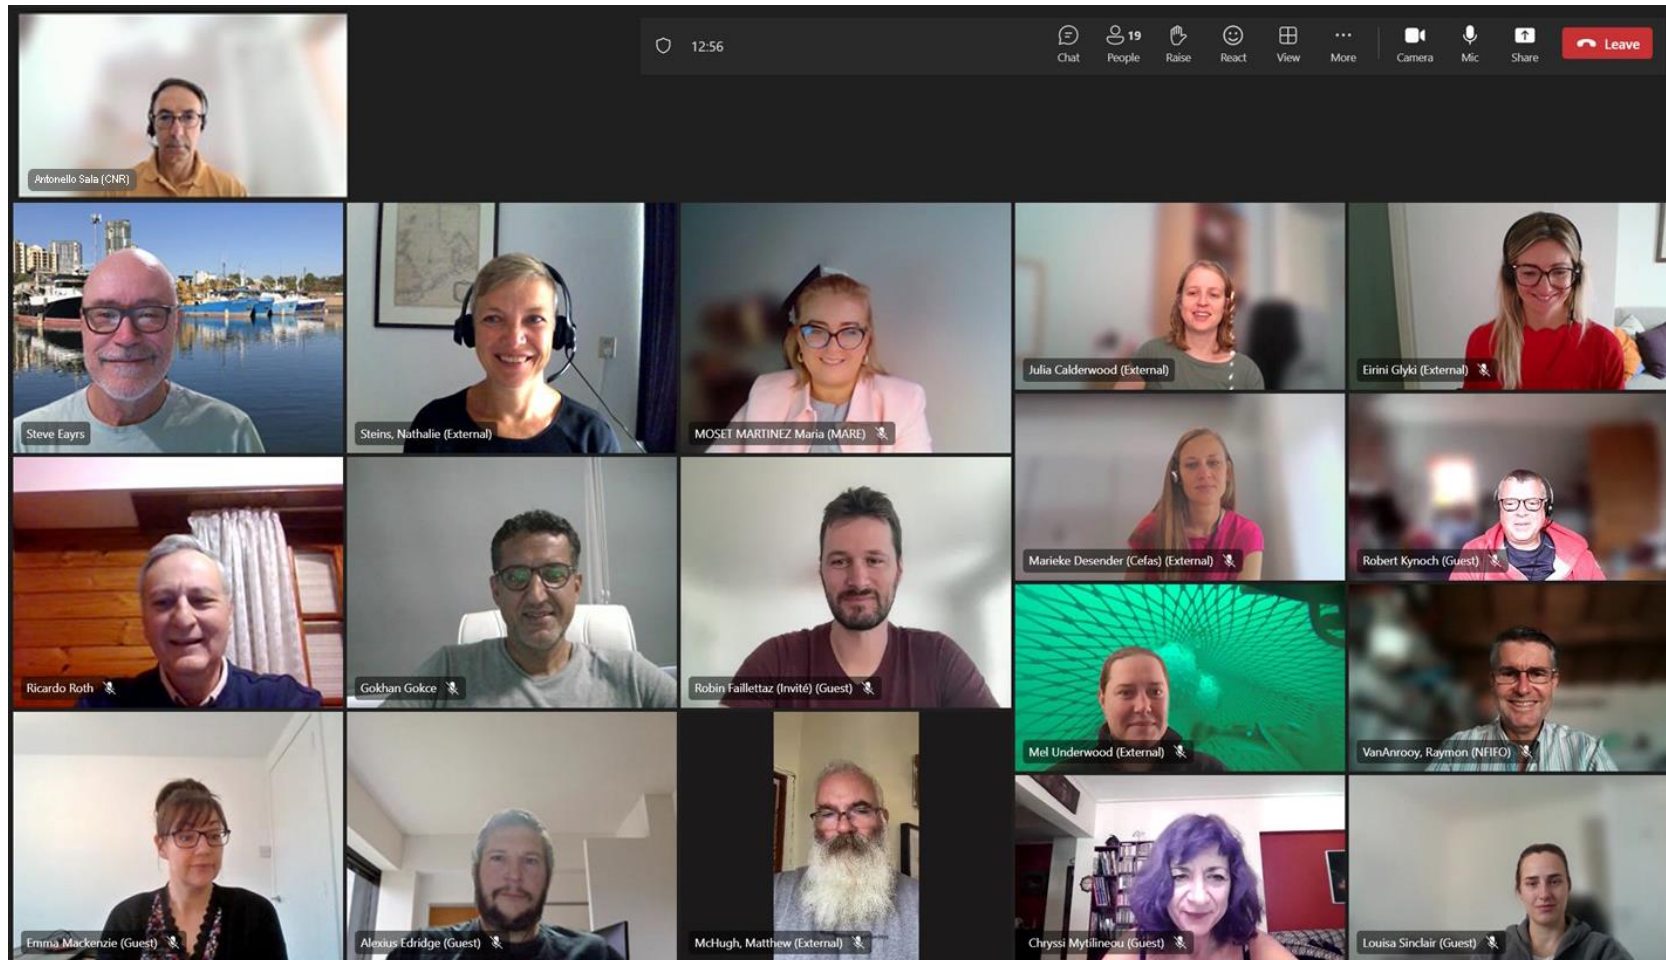 12:56
19
Chat
People
Raise
React
View
More
Camera
Mic
Share
Leave
Antonello Sala (CNR)
Steve Eayrs
Steins, Nathalie (External)
MOSET MARTINEZ Maria (MARE)
Julia Calderwood (External)
Eirini Glyki (External)
Marieke Desender (Cefas) (External)
Robert Kynoch (Guest)
Ricardo Roth
Gokhan Gokce
Robin Faillettaz (Invité) (Guest)
Mel Underwood (External)
VanAnrooy, Raymon (NFIFO)
Emma Mackenzie (Guest)
Alexius Edridge (Guest)
McHugh, Matthew (External)
Chryssi Mytilineou (Guest)
Louisa Sinclair (Guest)